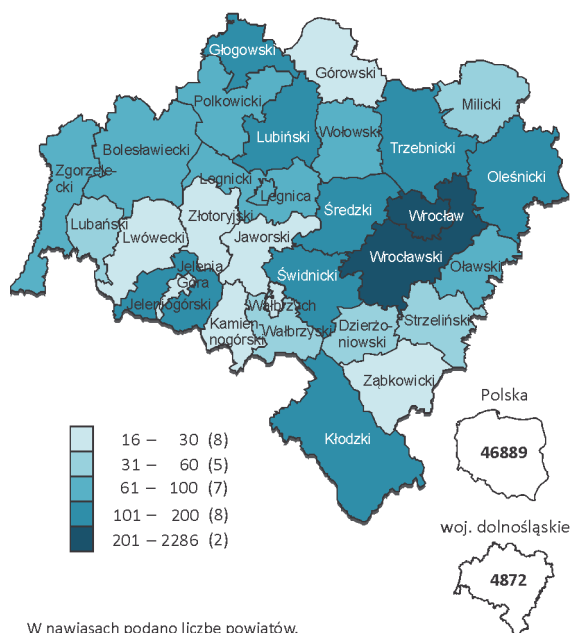 Głogowski
Górowski
Polkowicki
Milicki
Lubiński
Wołowski
Trzebnicki
Bolesławiecki
Zgorzele-
cki
Oleśnicki
Legnicki
Legnica
Średzki
Wrocław
Lubański
Złotoryjski
Lwówecki
Jaworski
Wrocławski
Oławski
Jelenia
Góra
Świdnicki
Jeleniogórski
Wałbrzych
Kamien-
nogórski
Wałbrzyski
Dzierżo-
niowski
Strzeliński
Ząbkowicki
Kłodzki
Polska
46889
woj. dolnośląskie
4872
16 – 30 (8)
31 – 60 (5)
61 – 100 (7)
101 – 200 (8)
201 – 2286 (2)
W nawiasach podano liczbę powiatów.